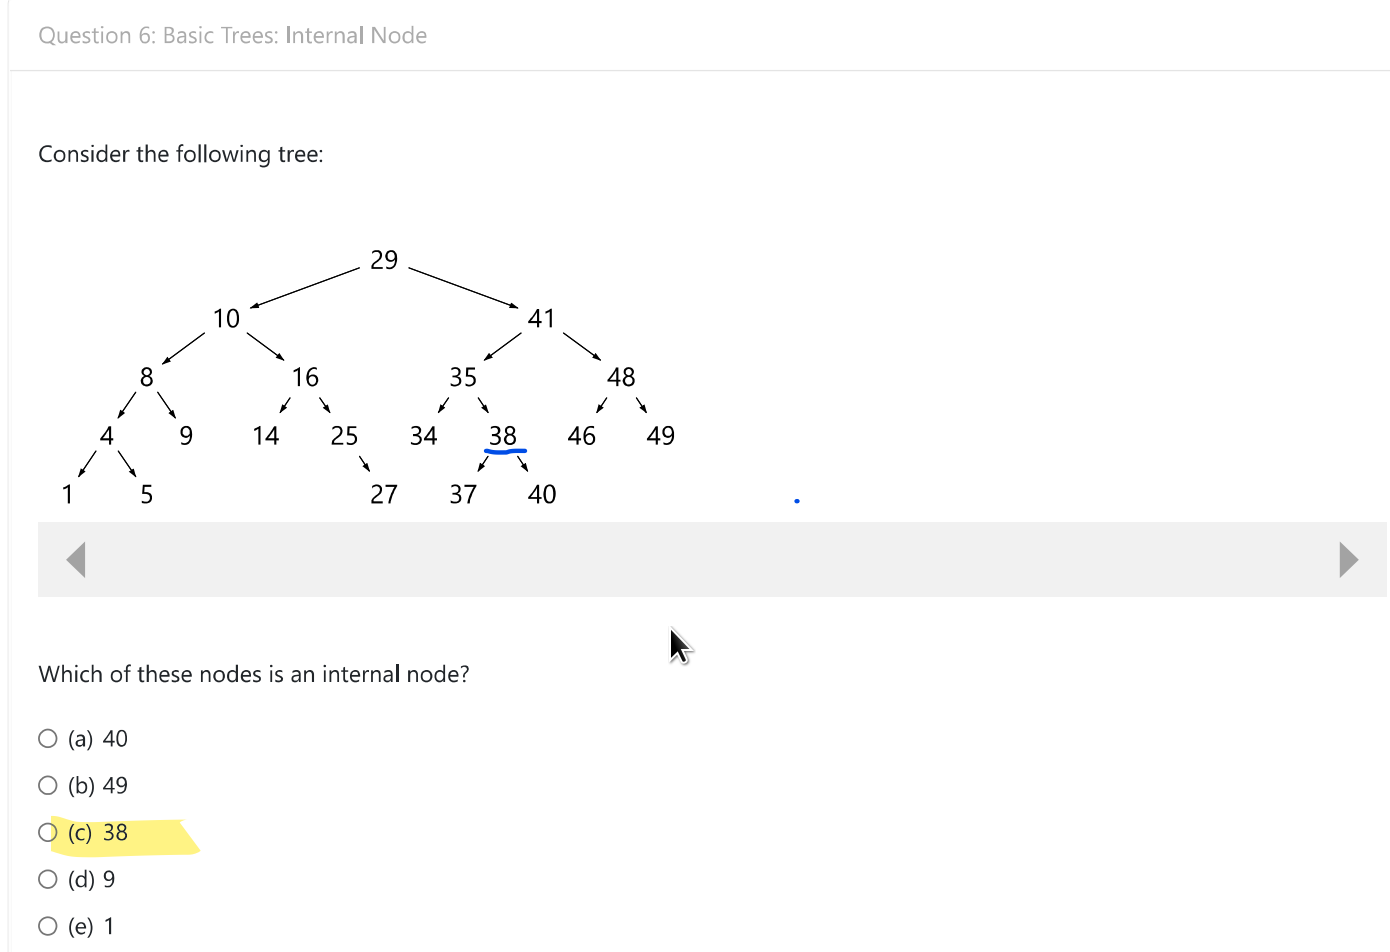 Question 6: Basic Trees: Internal Node
Consider the following tree:
29
10 41
8 16 35 48
4 9 14 25 34 38 46 49
1 5 27 37 40
Which of these nodes is an internal node?
(a) 40
(b) 49
(c) 38
(d) 9
(e) 1